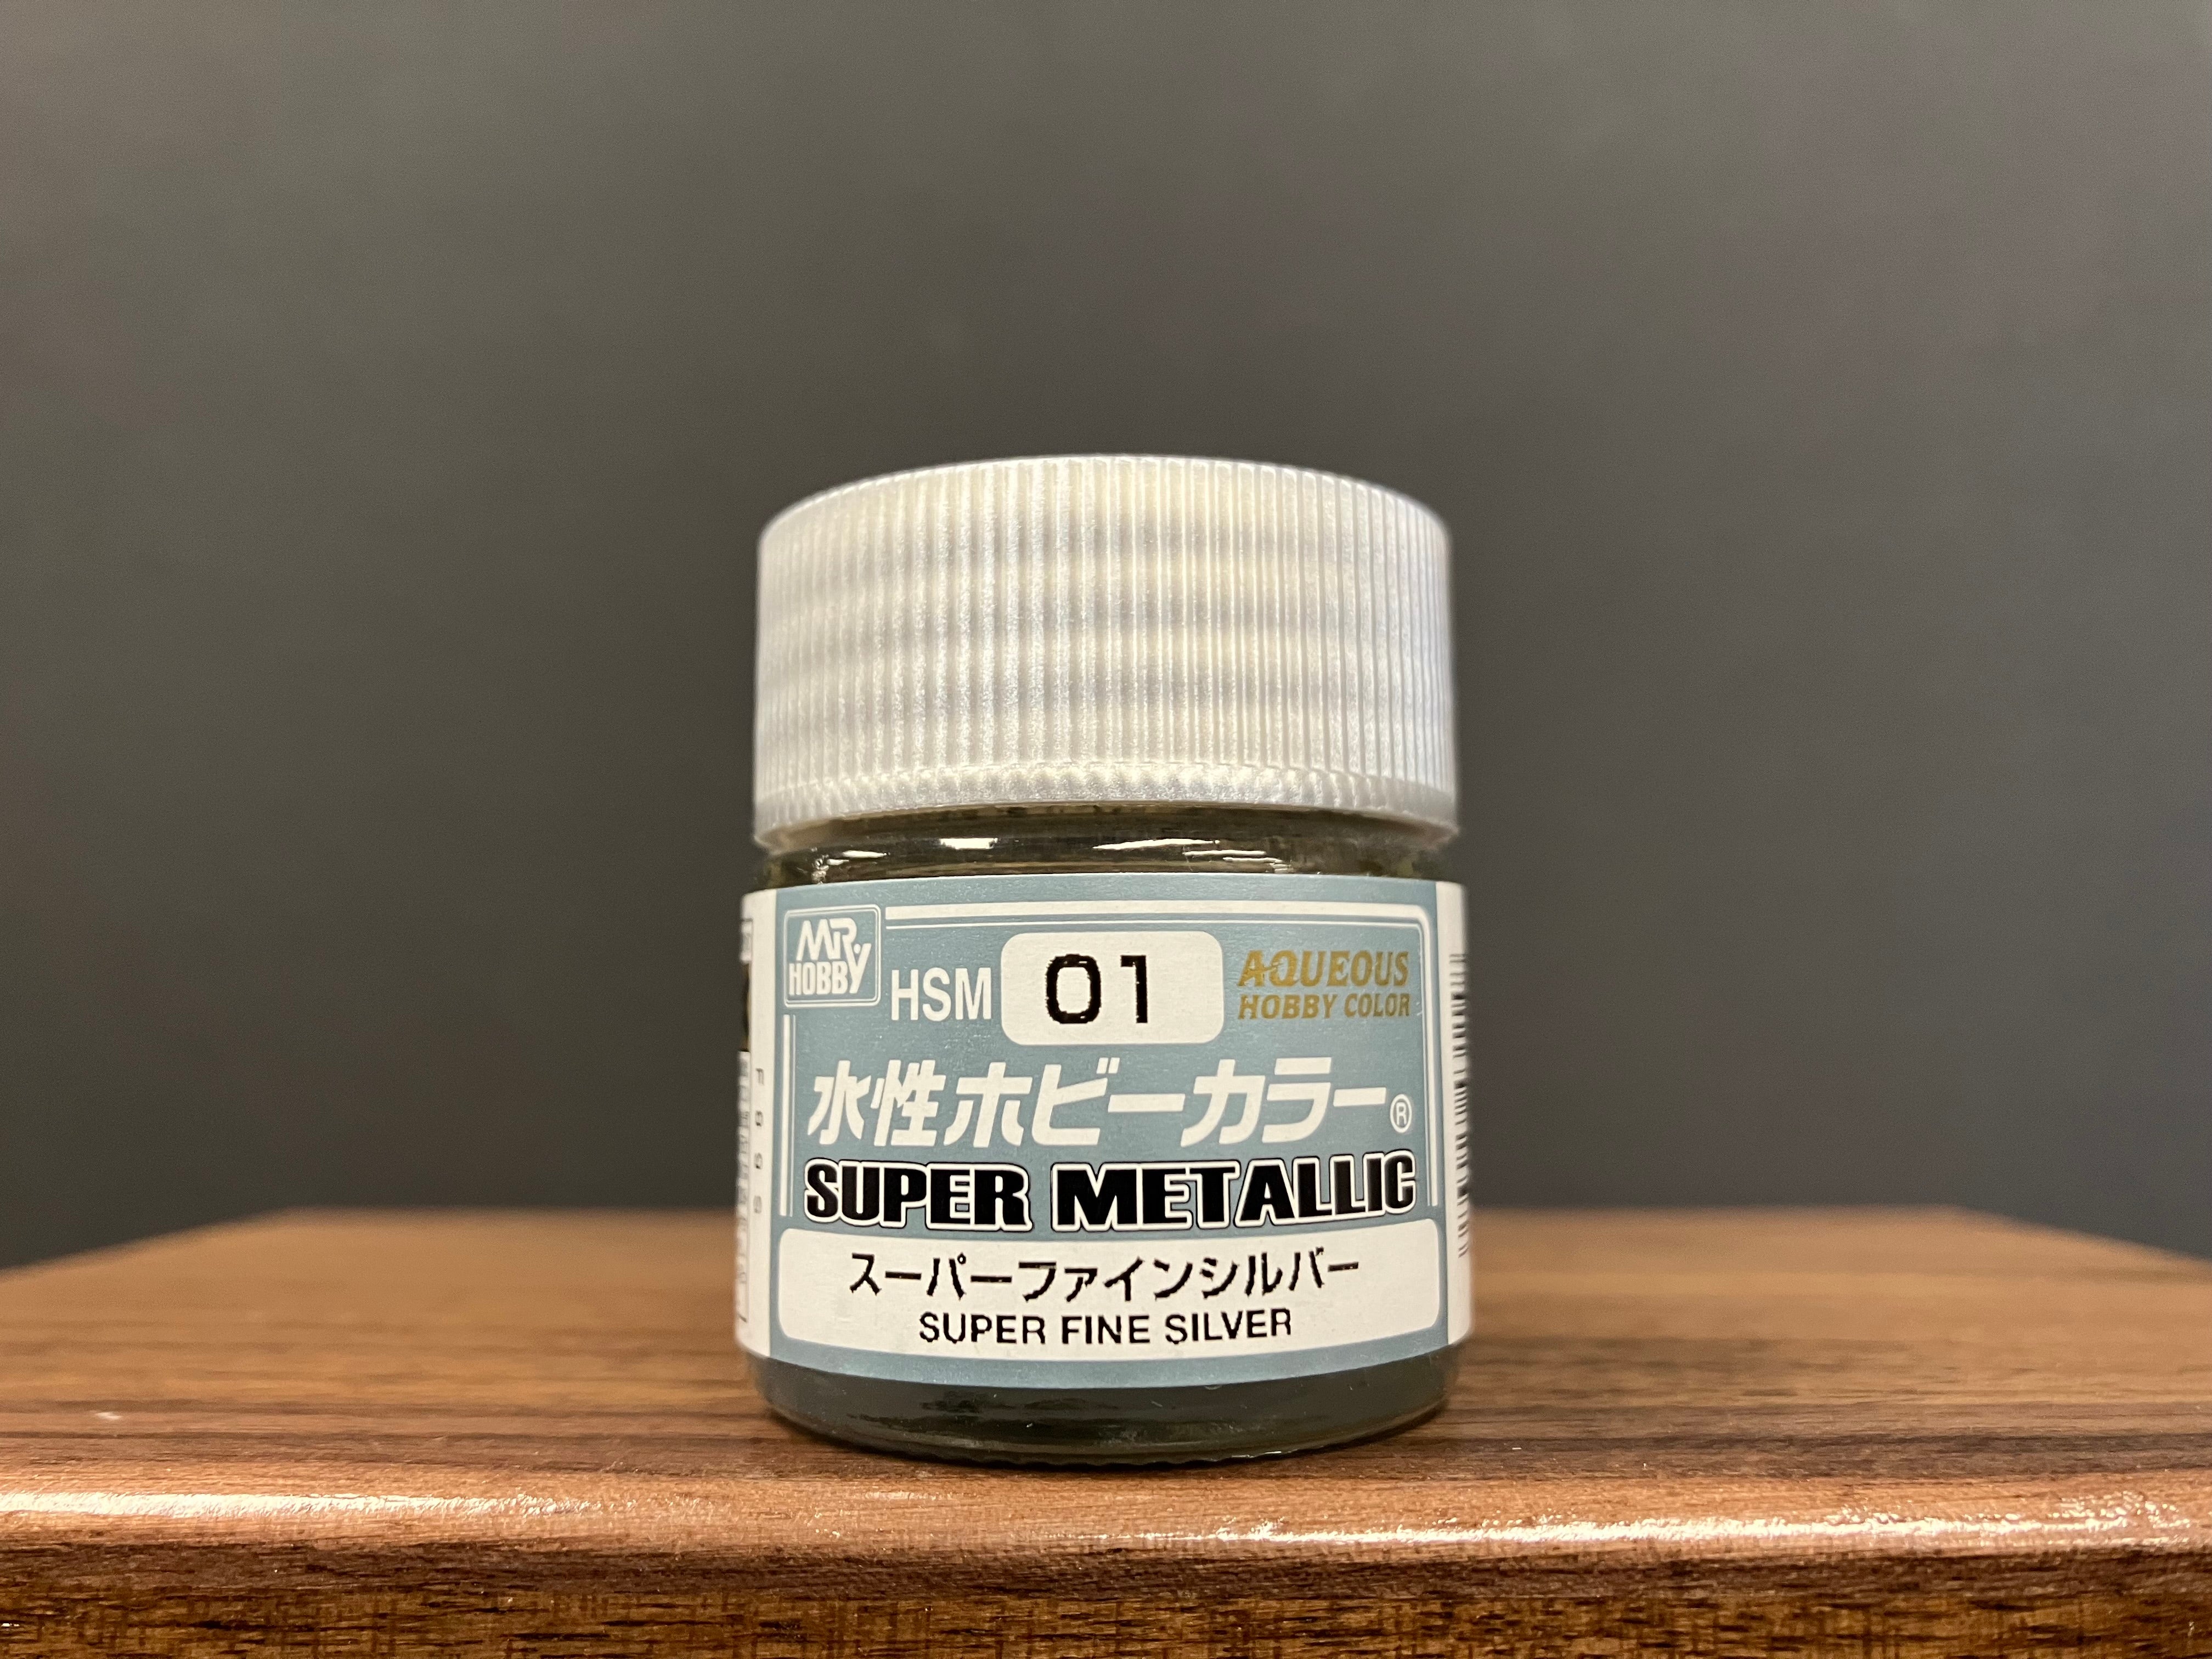 MR. HOBBY
HSM 01
AQUEOUS
HOBBY COLOR
水性ホビーカラー®
SUPER METALLIC
スーパーファインシルバー
SUPER FINE SILVER